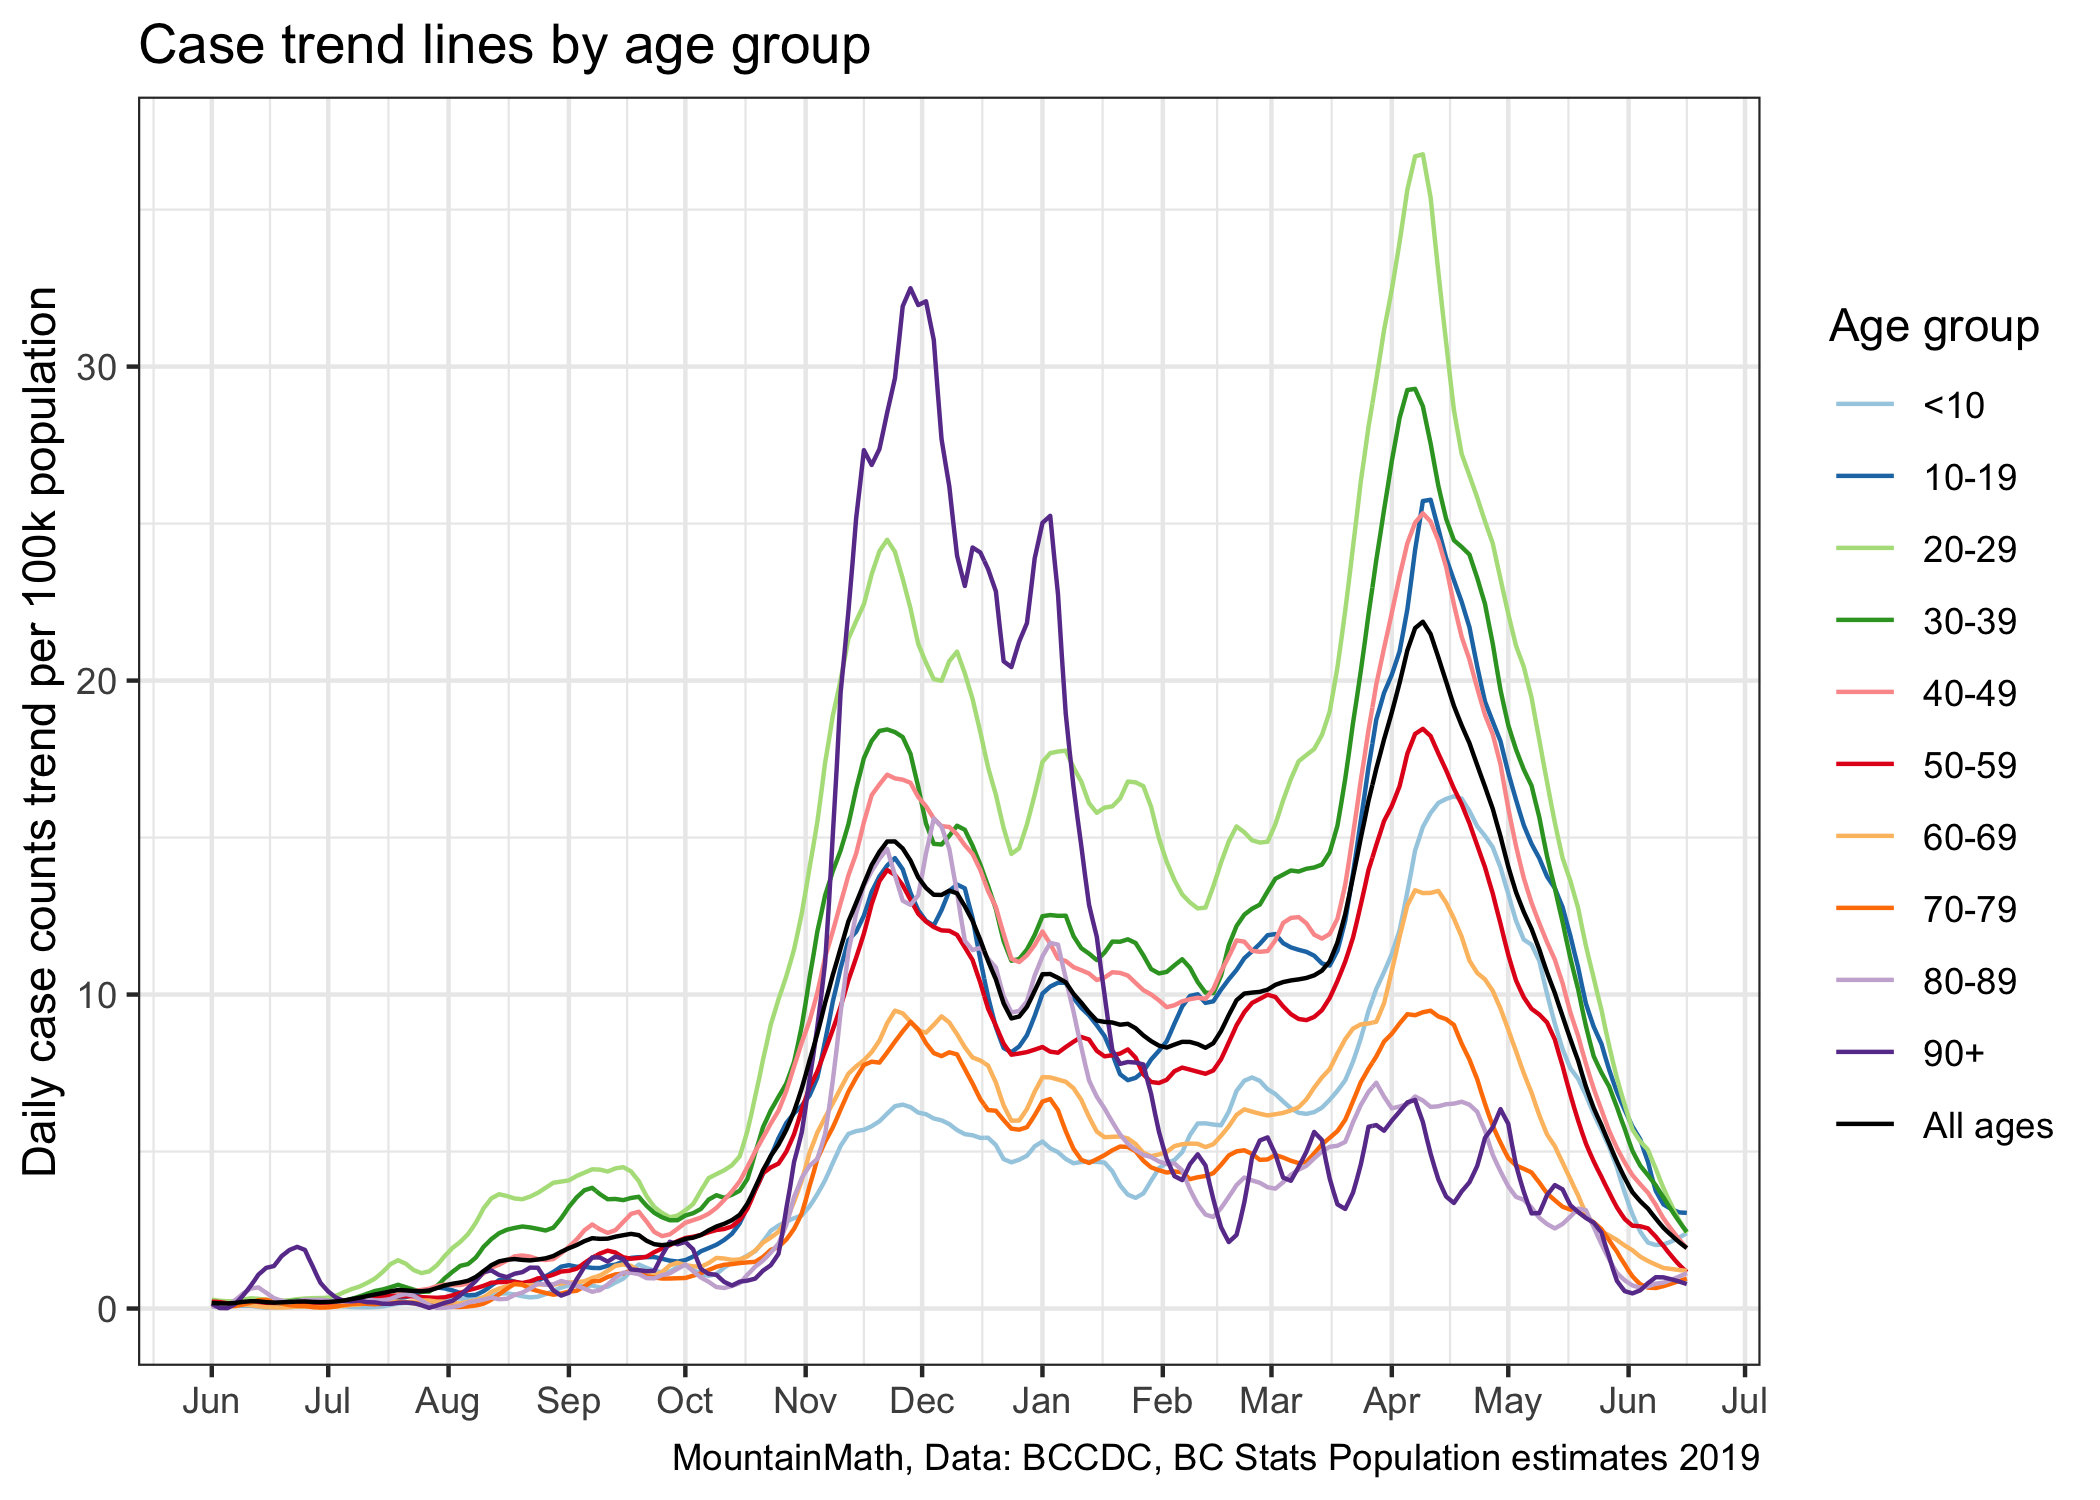 Case trend lines by age group
Daily case counts trend per 100k population
30
20
10
0
Jun Jul Aug Sep Oct Nov Dec Jan Feb Mar Apr May Jun Jul
MountainMath, Data: BCCDC, BC Stats Population estimates 2019
Age group
<10
10-19
20-29
30-39
40-49
50-59
60-69
70-79
80-89
90+
All ages